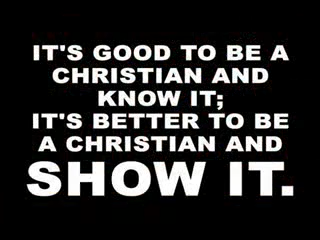 IT'S GOOD TO BE A
CHRISTIAN AND
KNOW IT;
IT'S BETTER TO BE
A CHRISTIAN AND
SHOW IT.